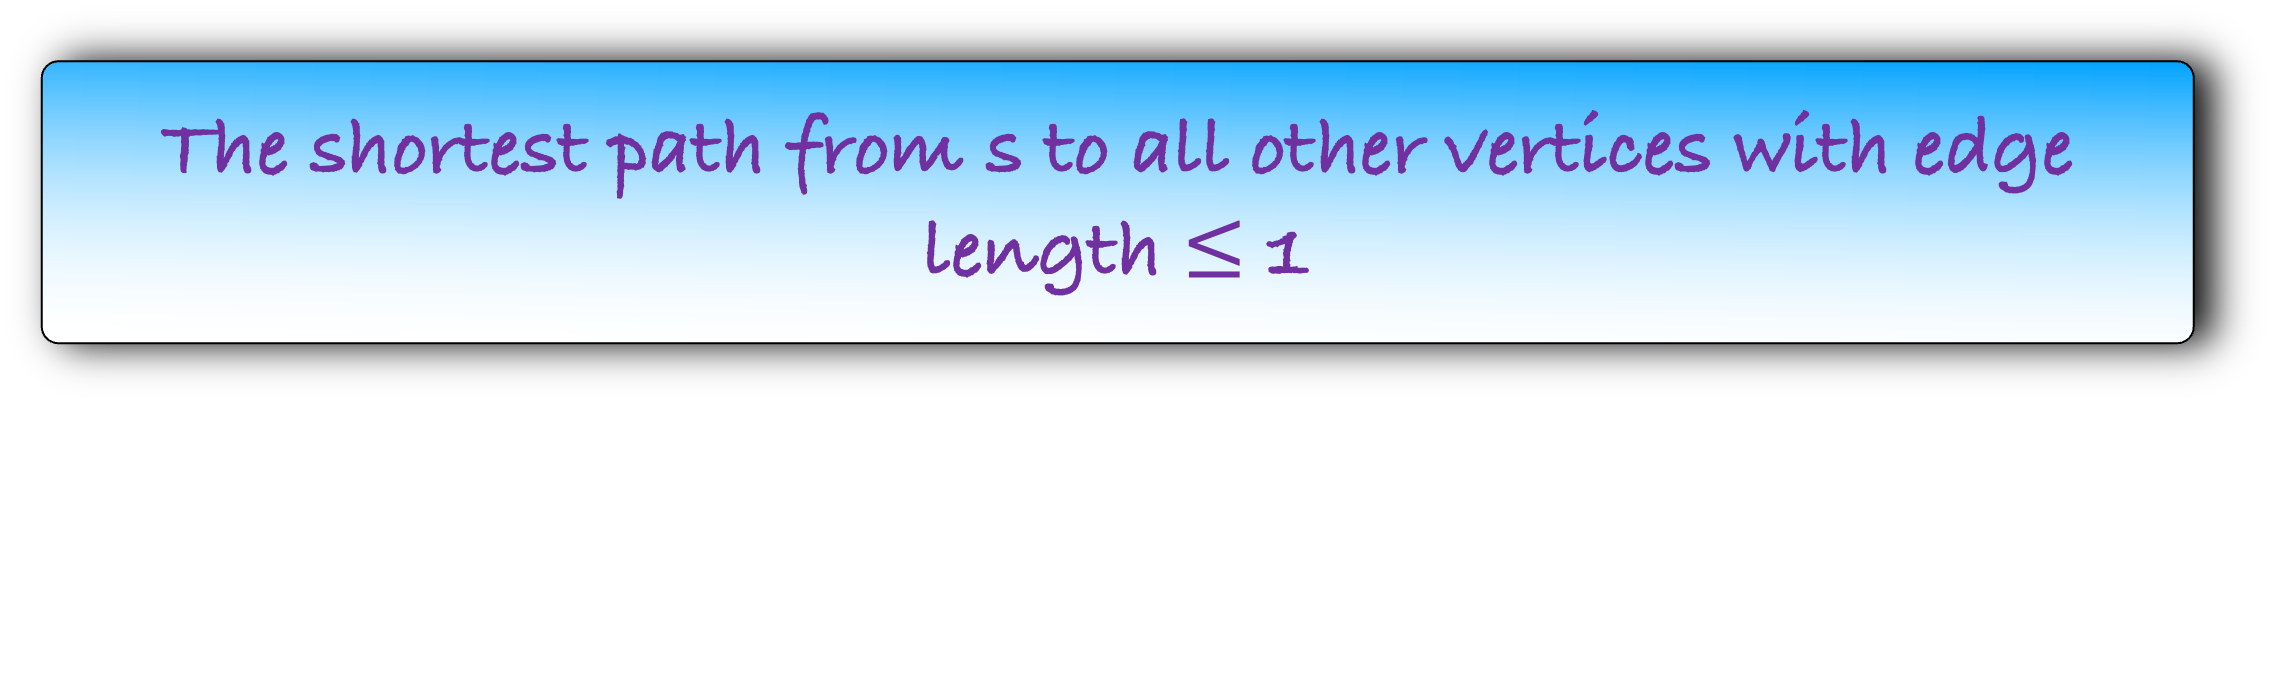 The shortest path from s to all other vertices with edge
length ≤ 1